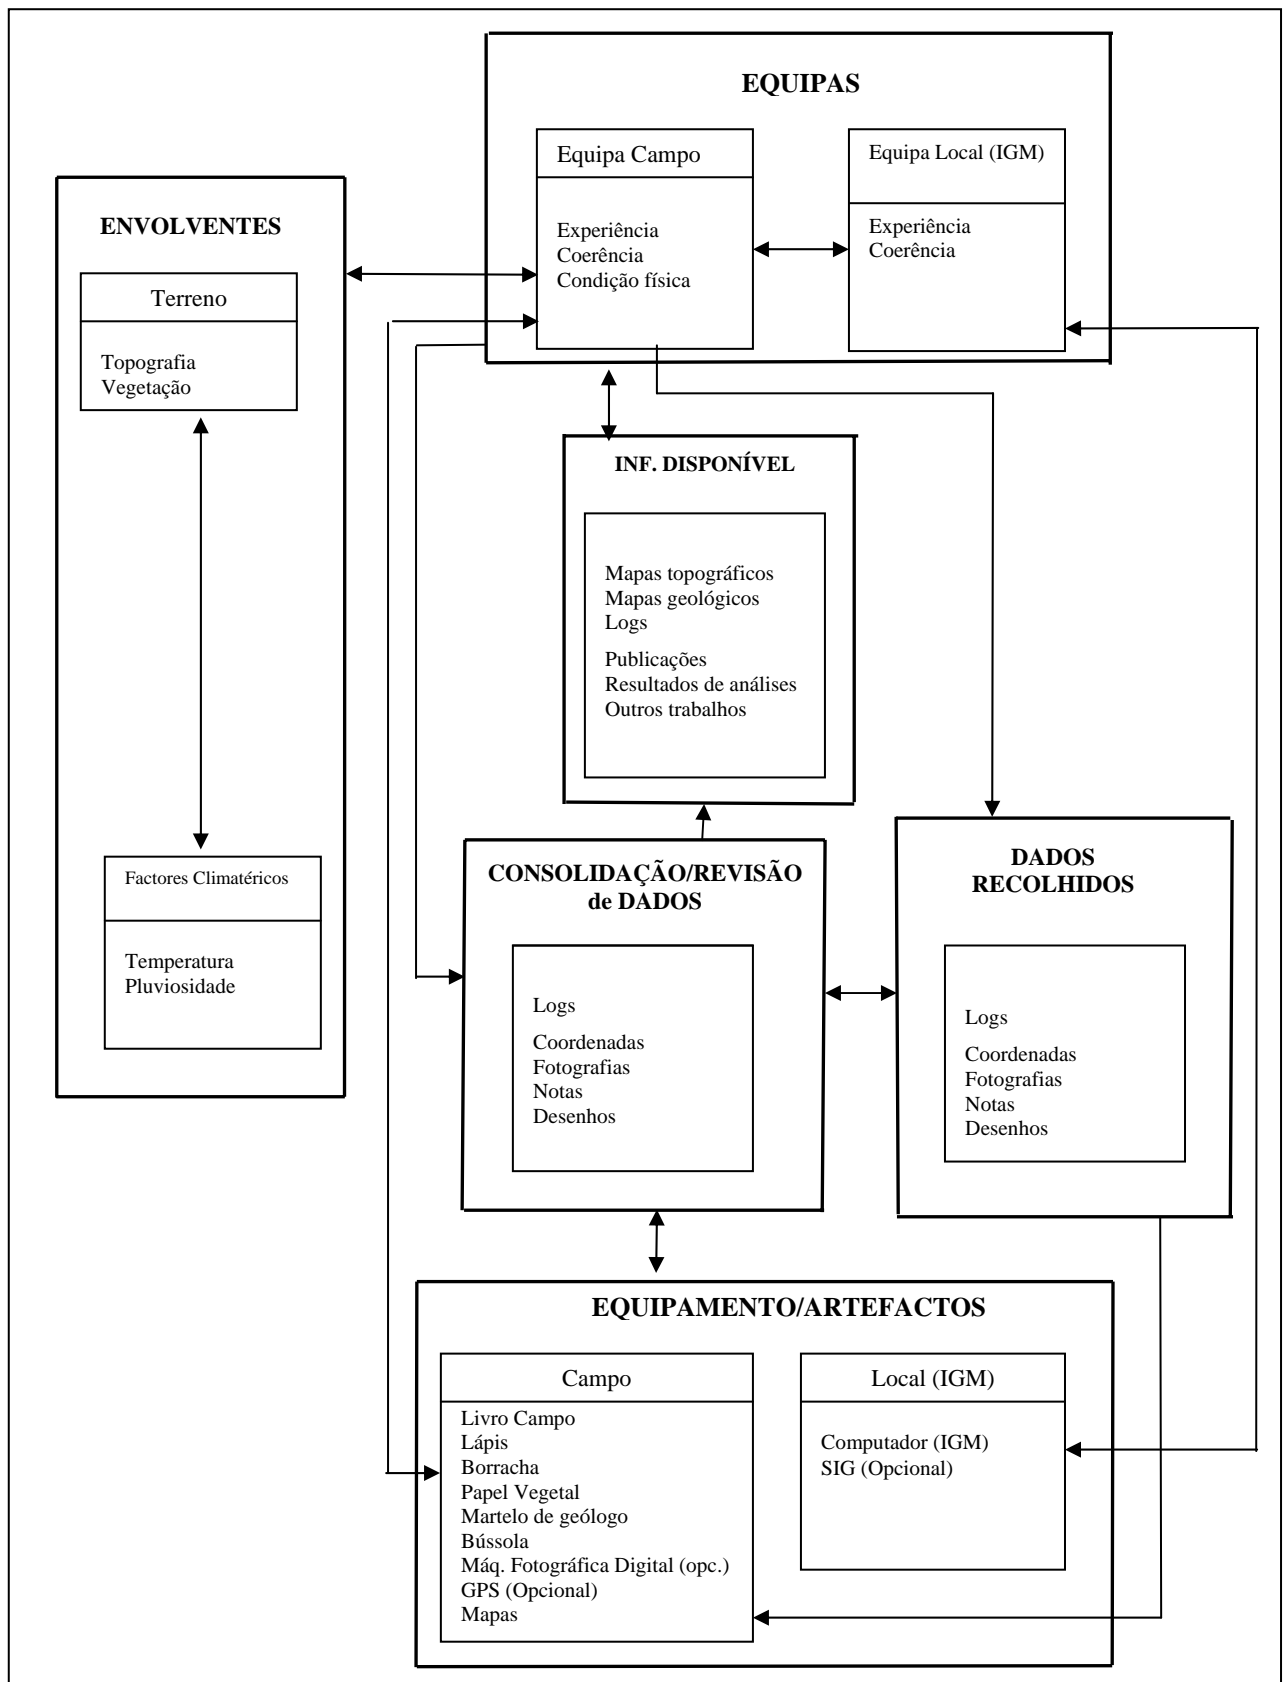 EQUIPAS
Equipa Campo
Experiência
Coerência
Condição física
Equipa Local (IGM)
Experiência
Coerência
ENVOLVENTES
Terreno
Topografia
Vegetação
Factores Climatéricos
Temperatura
Pluviosidade
INF. DISPONÍVEL
Mapas topográficos
Mapas geológicos
Logs
Publicações
Resultados de análises
Outros trabalhos
CONSOLIDAÇÃO/REVISÃO
de DADOS
Logs
Coordenadas
Fotografias
Notas
Desenhos
DADOS
RECOLHIDOS
Logs
Coordenadas
Fotografias
Notas
Desenhos
EQUIPAMENTO/ARTEFACTOS
Campo
Livro Campo
Lápis
Borracha
Papel Vegetal
Martelo de geólogo
Bússola
Máq. Fotográfica Digital (opc.)
GPS (Opcional)
Mapas
Local (IGM)
Computador (IGM)
SIG (Opcional)